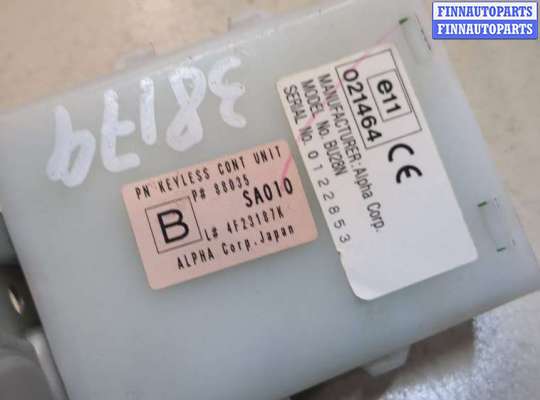 FINNAUTOPARTS
FINNAUTOPARTS
38179
PN KEYLESS CONT UNIT
P# 88035
SA010
B
L# 4F23187K
ALPHA Corp.Japan
e11
021464
CE
MANUFACTURER:Alpha Corp.
MODEL No. BU28N
SERIAL No. 0122853